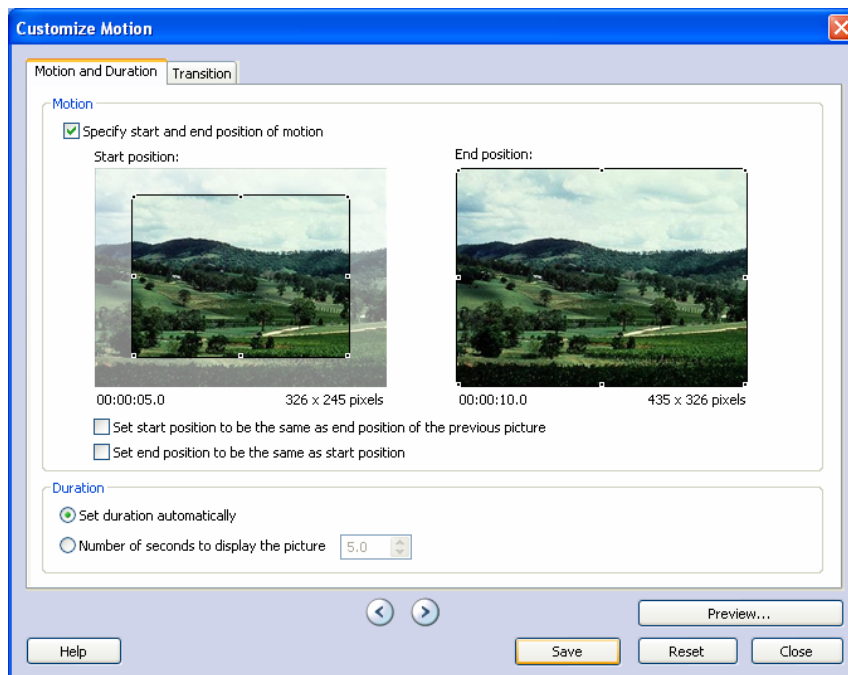 Customize Motion
Motion and Duration
Transition
Motion
Specify start and end position of motion
Start position:
End position:
00:00:05.0
326 x 245 pixels
00:00:10.0
435 x 326 pixels
Set start position to be the same as end position of the previous picture
Set end position to be the same as start position
Duration
Set duration automatically
Number of seconds to display the picture
5.0
Preview...
Help
Save
Reset
Close